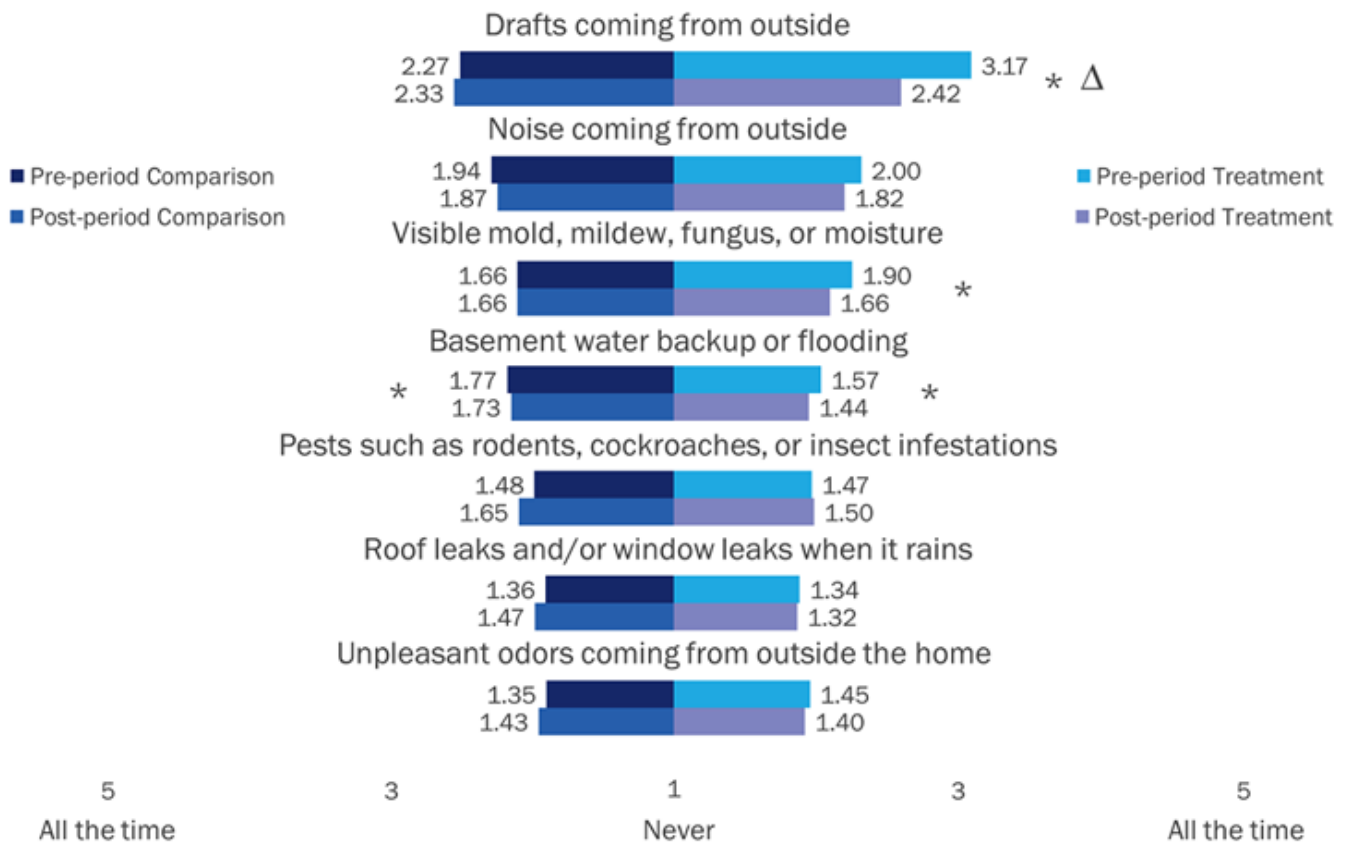 Drafts coming from outside
2.27 3.17
2.33 2.42
* Δ
Noise coming from outside
1.94 2.00
1.87 1.82
Pre-period Comparison
Post-period Comparison
Pre-period Treatment
Post-period Treatment
Visible mold, mildew, fungus, or moisture
1.66 1.90
1.66 1.66
*
Basement water backup or flooding
* 1.77 1.57 *
1.73 1.44
Pests such as rodents, cockroaches, or insect infestations
1.48 1.47
1.65 1.50
Roof leaks and/or window leaks when it rains
1.36 1.34
1.47 1.32
Unpleasant odors coming from outside the home
1.35 1.45
1.43 1.40
5 3 1 3 5
All the time Never All the time